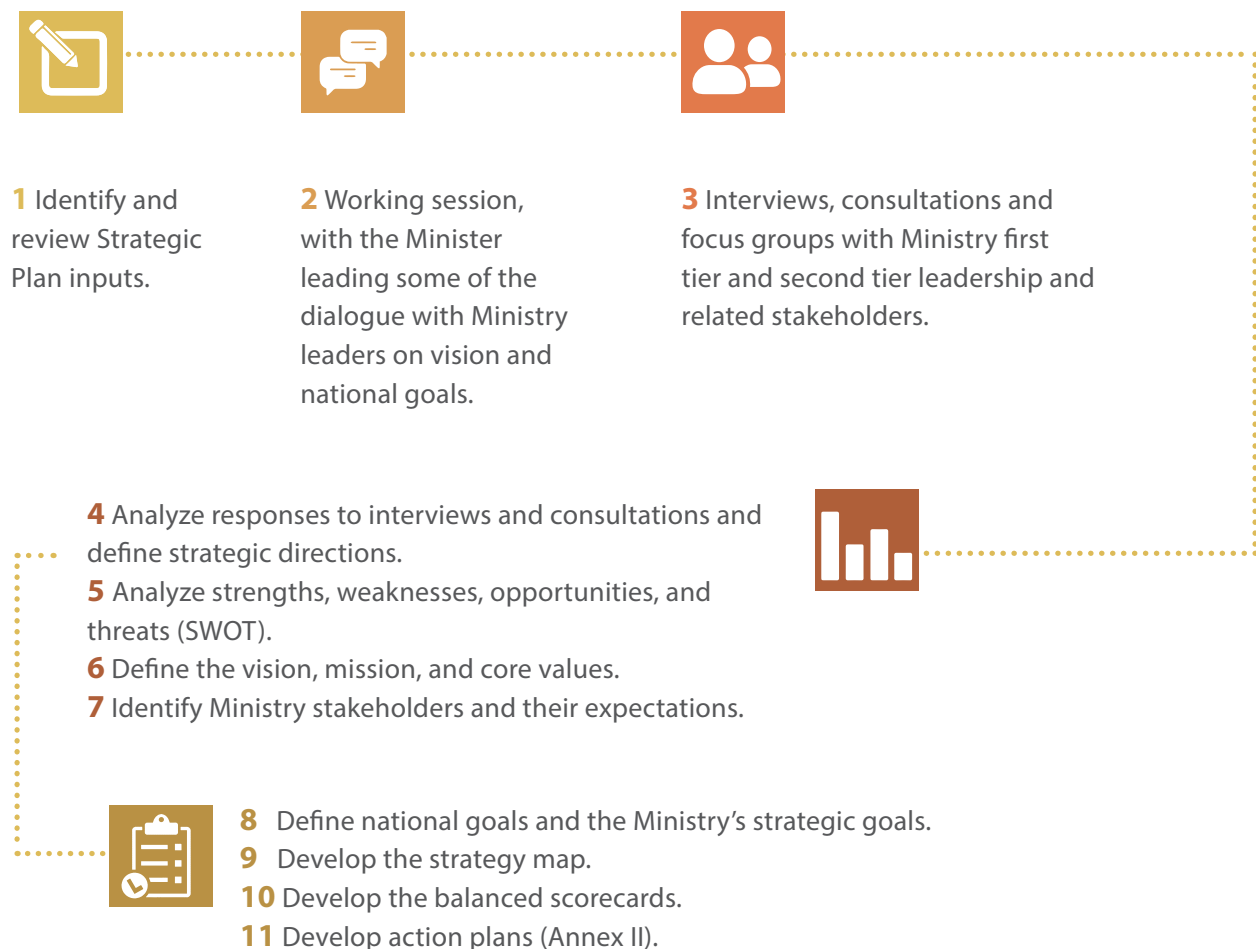 1 Identify and
review Strategic
Plan inputs.
2 Working session,
with the Minister
leading some of the
dialogue with Ministry
leaders on vision and
national goals.
3 Interviews, consultations and
focus groups with Ministry first
tier and second tier leadership and
related stakeholders.
4 Analyze responses to interviews and consultations and
define strategic directions.
5 Analyze strengths, weaknesses, opportunities, and
threats (SWOT).
6 Define the vision, mission, and core values.
7 Identify Ministry stakeholders and their expectations.
8 Define national goals and the Ministry’s strategic goals.
9 Develop the strategy map.
10 Develop the balanced scorecards.
11 Develop action plans (Annex II).